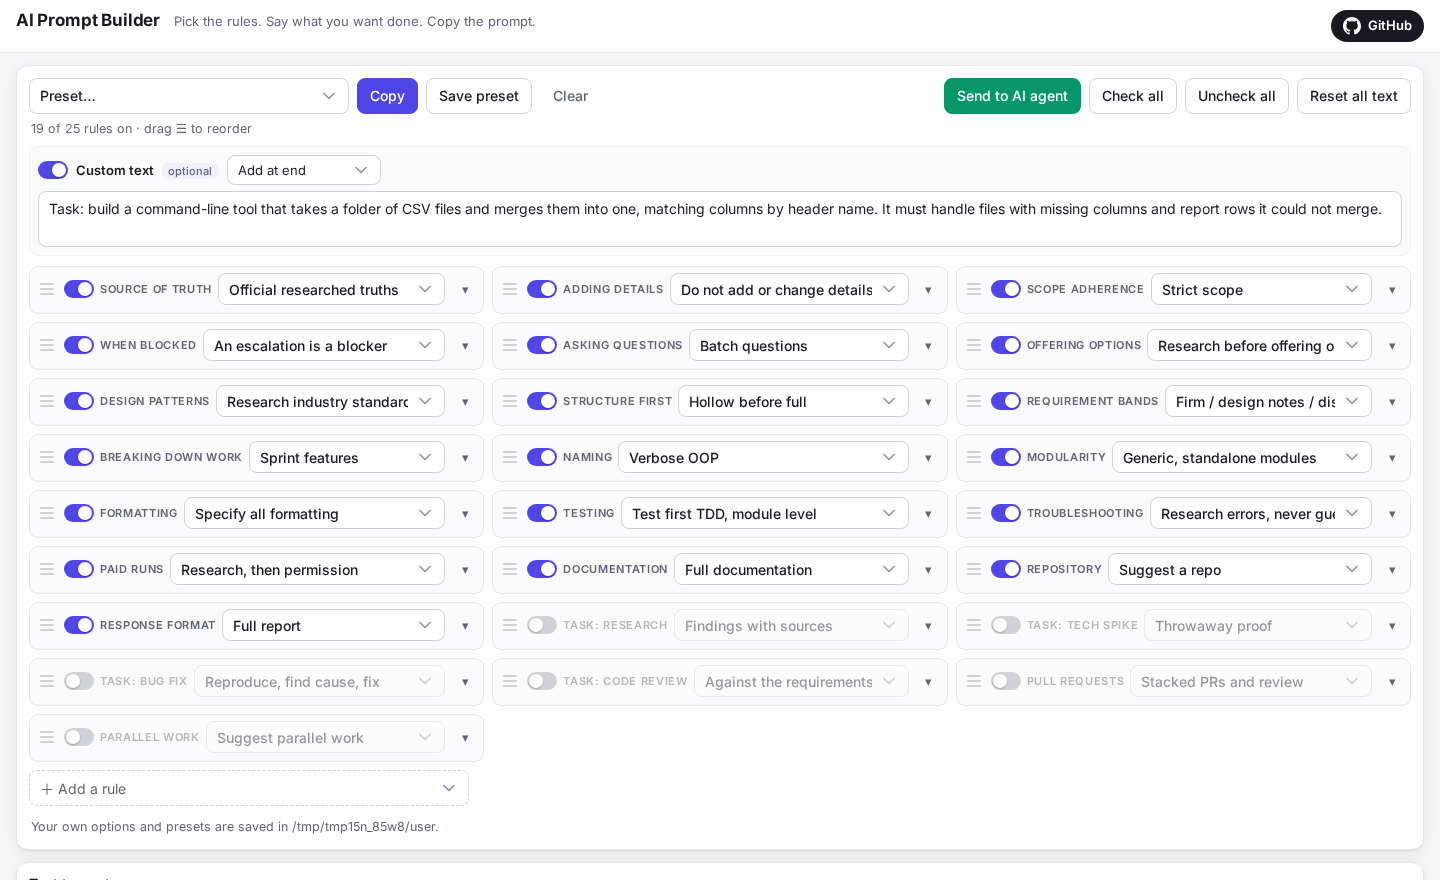 AI Prompt Builder Pick the rules. Say what you want done. Copy the prompt. GitHub
Preset... Copy Save preset Clear Send to AI agent Check all Uncheck all Reset all text
19 of 25 rules on · drag ☰ to reorder
Custom text optional Add at end
Task: build a command-line tool that takes a folder of CSV files and merges them into one, matching columns by header name. It must handle files with missing columns and report rows it could not merge.
SOURCE OF TRUTH Official researched truths ADDING DETAILS Do not add or change details SCOPE ADHERENCE Strict scope
WHEN BLOCKED An escalation is a blocker ASKING QUESTIONS Batch questions OFFERING OPTIONS Research before offering o
DESIGN PATTERNS Research industry standard STRUCTURE FIRST Hollow before full REQUIREMENT BANDS Firm / design notes / dis
BREAKING DOWN WORK Sprint features NAMING Verbose OOP MODULARITY Generic, standalone modules
FORMATTING Specify all formatting TESTING Test first TDD, module level TROUBLESHOOTING Research errors, never gue
PAID RUNS Research, then permission DOCUMENTATION Full documentation REPOSITORY Suggest a repo
RESPONSE FORMAT Full report TASK: RESEARCH Findings with sources TASK: TECH SPIKE Throwaway proof
TASK: BUG FIX Reproduce, find cause, fix TASK: CODE REVIEW Against the requirements PULL REQUESTS Stacked PRs and review
PARALLEL WORK Suggest parallel work
+ Add a rule
Your own options and presets are saved in /tmp/tmp15n_85w8/user.